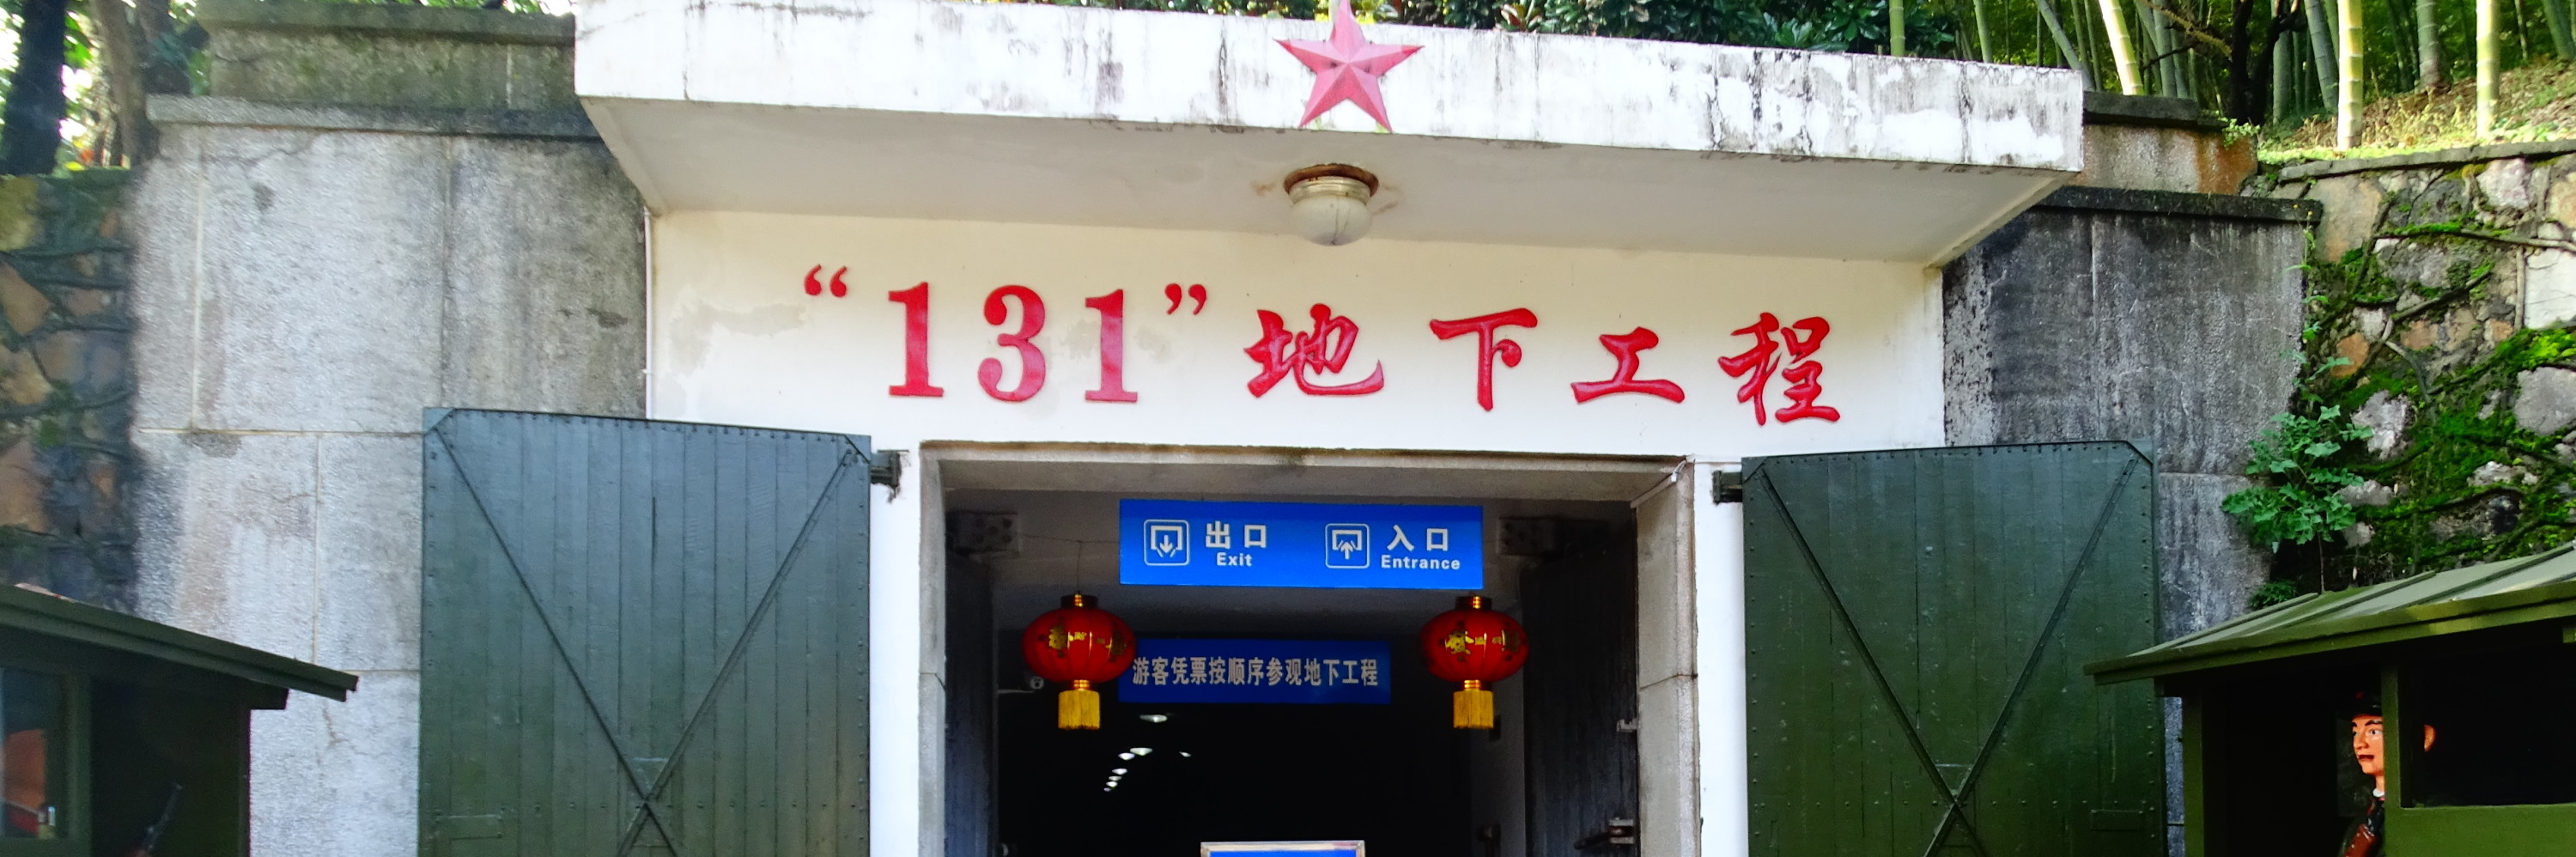 “131”地下工程
出口 入口
Exit Entrance
游客凭票按顺序参观地下工程